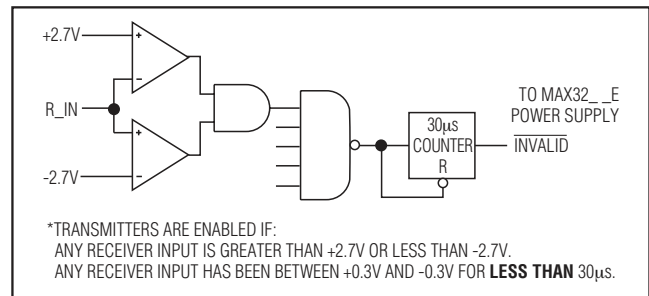 +2.7V
+
-
R_IN
+
-
-2.7V
30µs
COUNTER
R
TO MAX32_ _E
POWER SUPPLY
INVALID
*TRANSMITTERS ARE ENABLED IF:
ANY RECEIVER INPUT IS GREATER THAN +2.7V OR LESS THAN -2.7V.
ANY RECEIVER INPUT HAS BEEN BETWEEN +0.3V AND -0.3V FOR LESS THAN 30µs.